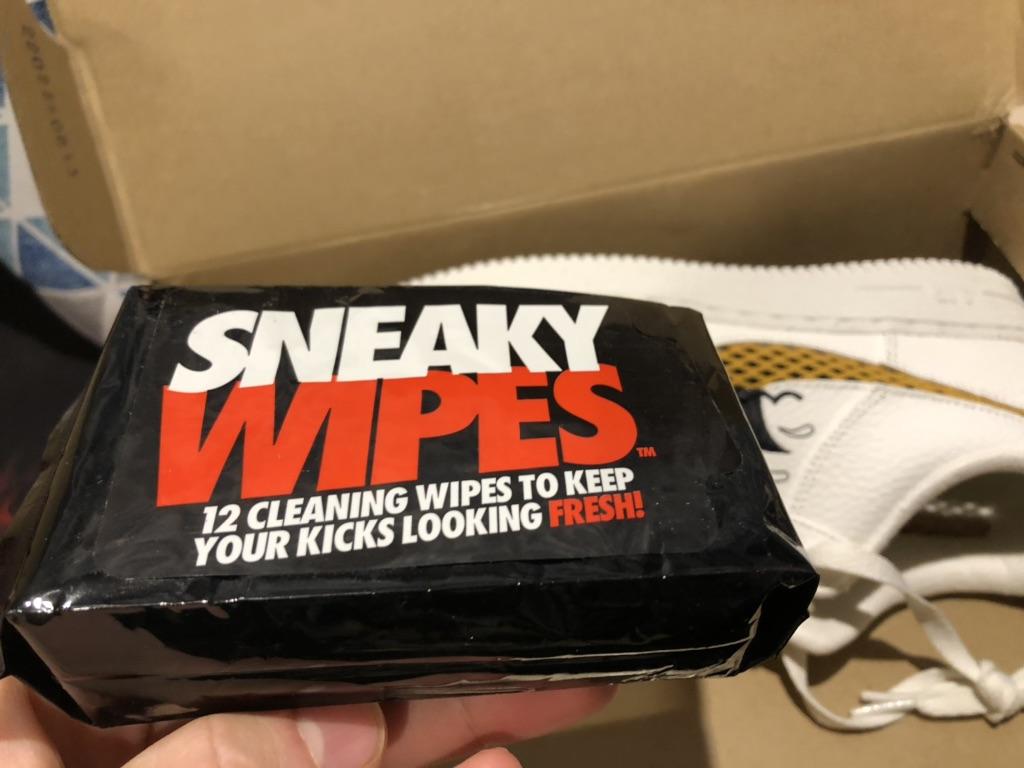 SNEAKY
WIPES™
12 CLEANING WIPES TO KEEP
YOUR KICKS LOOKING FRESH!